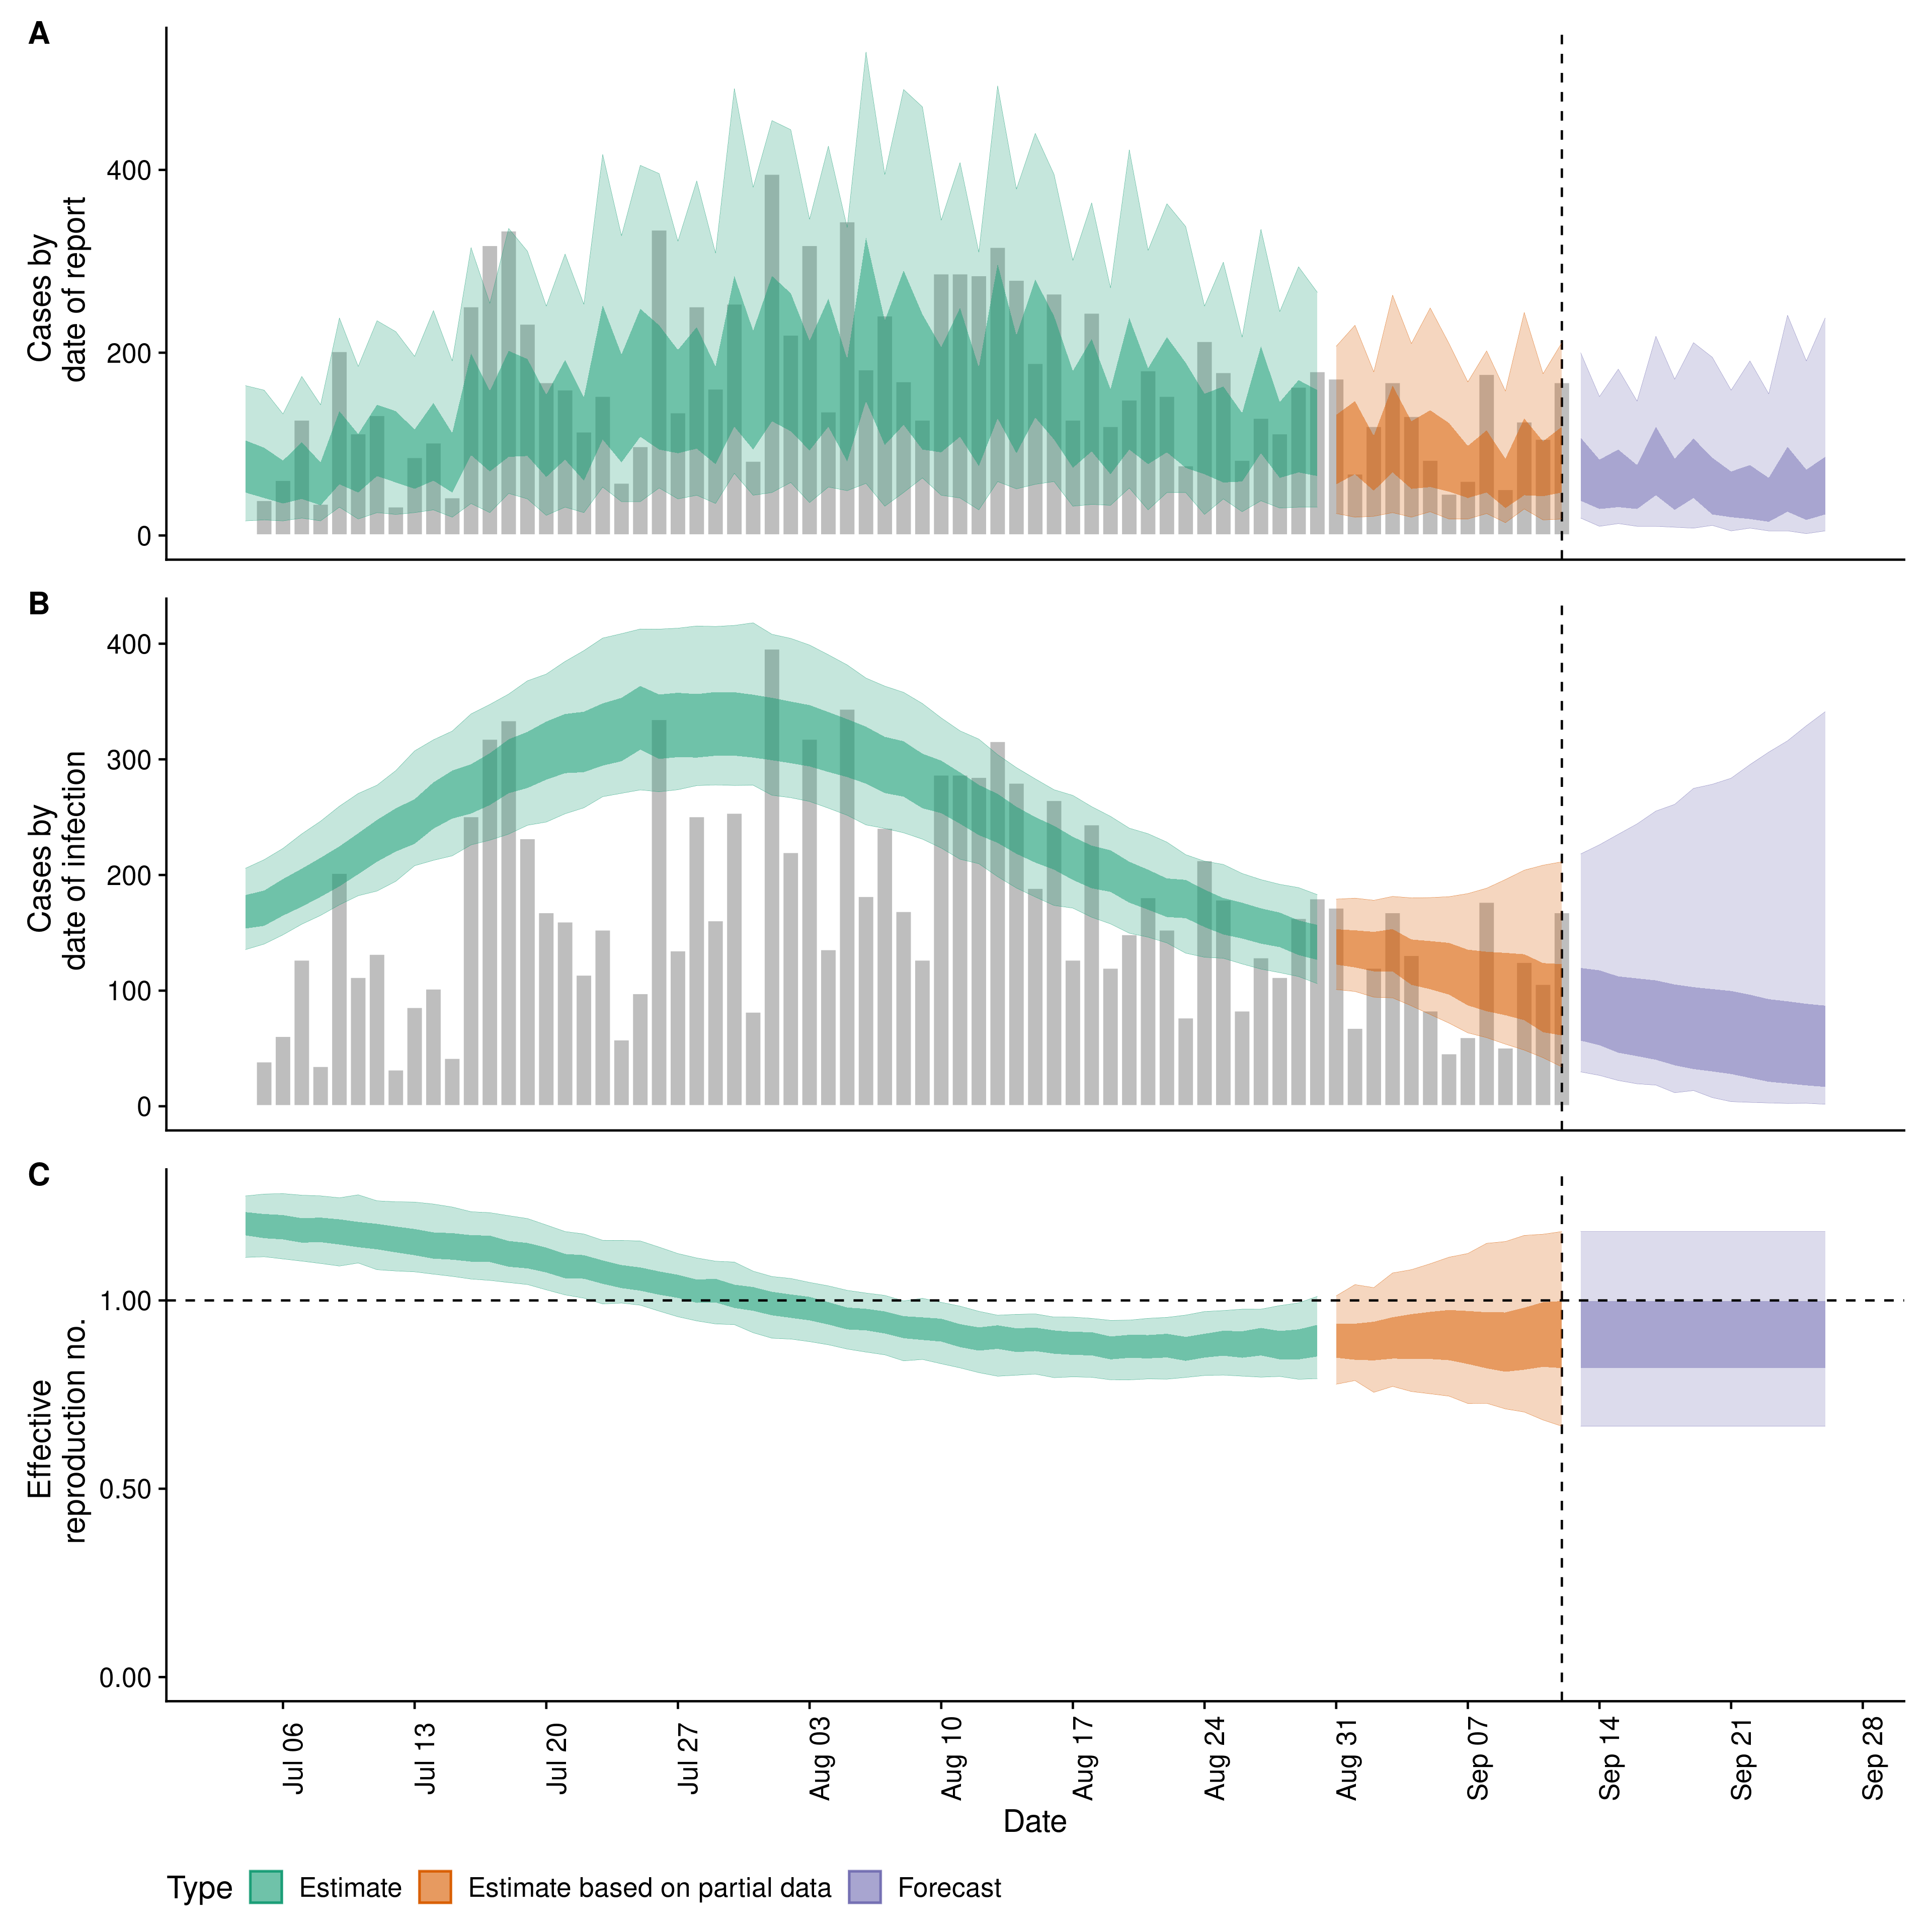 A
Cases by
date of report
400
200
0
B
Cases by
date of infection
400
300
200
100
0
C
Effective
reproduction no.
1.00
0.50
0.00
Jul 06
Jul 13
Jul 20
Jul 27
Aug 03
Aug 10
Aug 17
Aug 24
Aug 31
Sep 07
Sep 14
Sep 21
Sep 28
Date
Type Estimate Estimate based on partial data Forecast